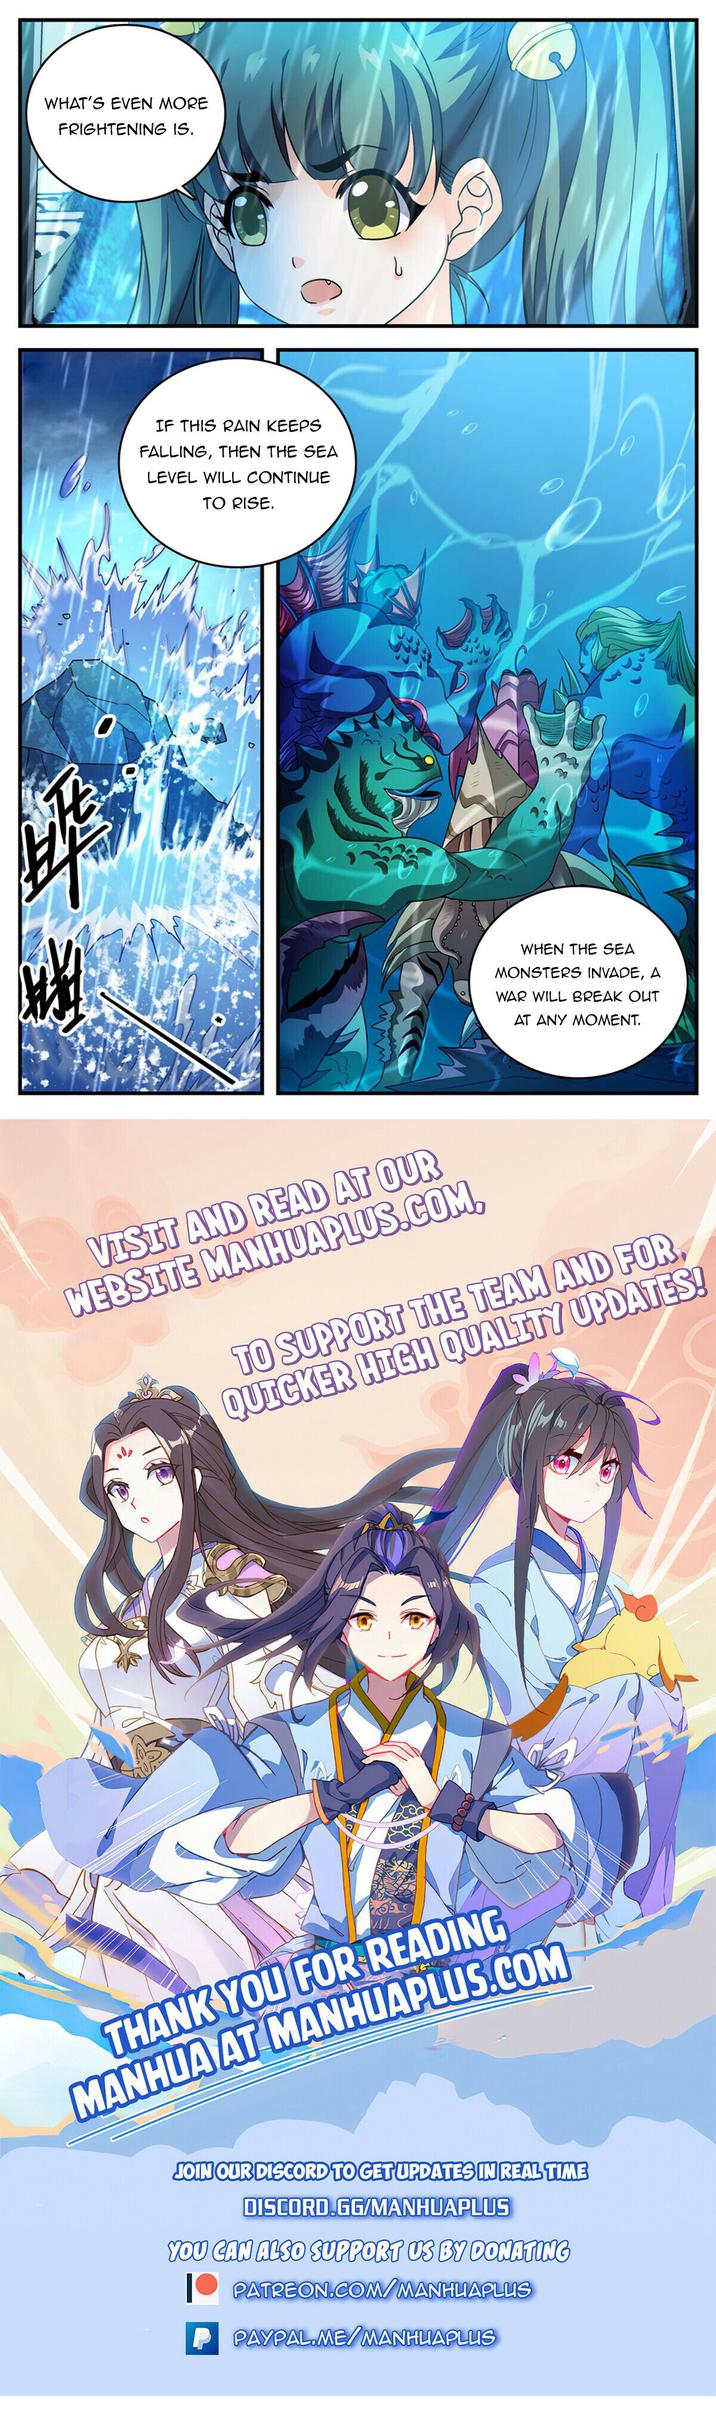 WHAT'S EVEN MORE
FRIGHTENING IS.
IF THIS RAIN KEEPS
FALLING, THEN THE SEA
LEVEL WILL CONTINUE
TO RISE.
WHEN THE SEA
MONSTERS INVADE, A
WAR WILL BREAK OUT
AT ANY MOMENT.
VISIT AND READ AT OUR
WEBSITE MANHUAPLUS.COM,
TO SUPPORT THE TEAM AND FOR
QUICKER HIGH QUALITY UPDATES!
THANK YOU FOR READING
MANHUA AT MANHUAPLUS.COM
JOIN OUR DISCORD TO GET UPDATES IN REAL TIME
DISCORD.GG/MANHUAPLUS
YOU CAN ALSO SUPPORT US BY DONATING
PATREON.COM/MANHUAPLUS
PAYPAL.ME/MANHUAPLUS